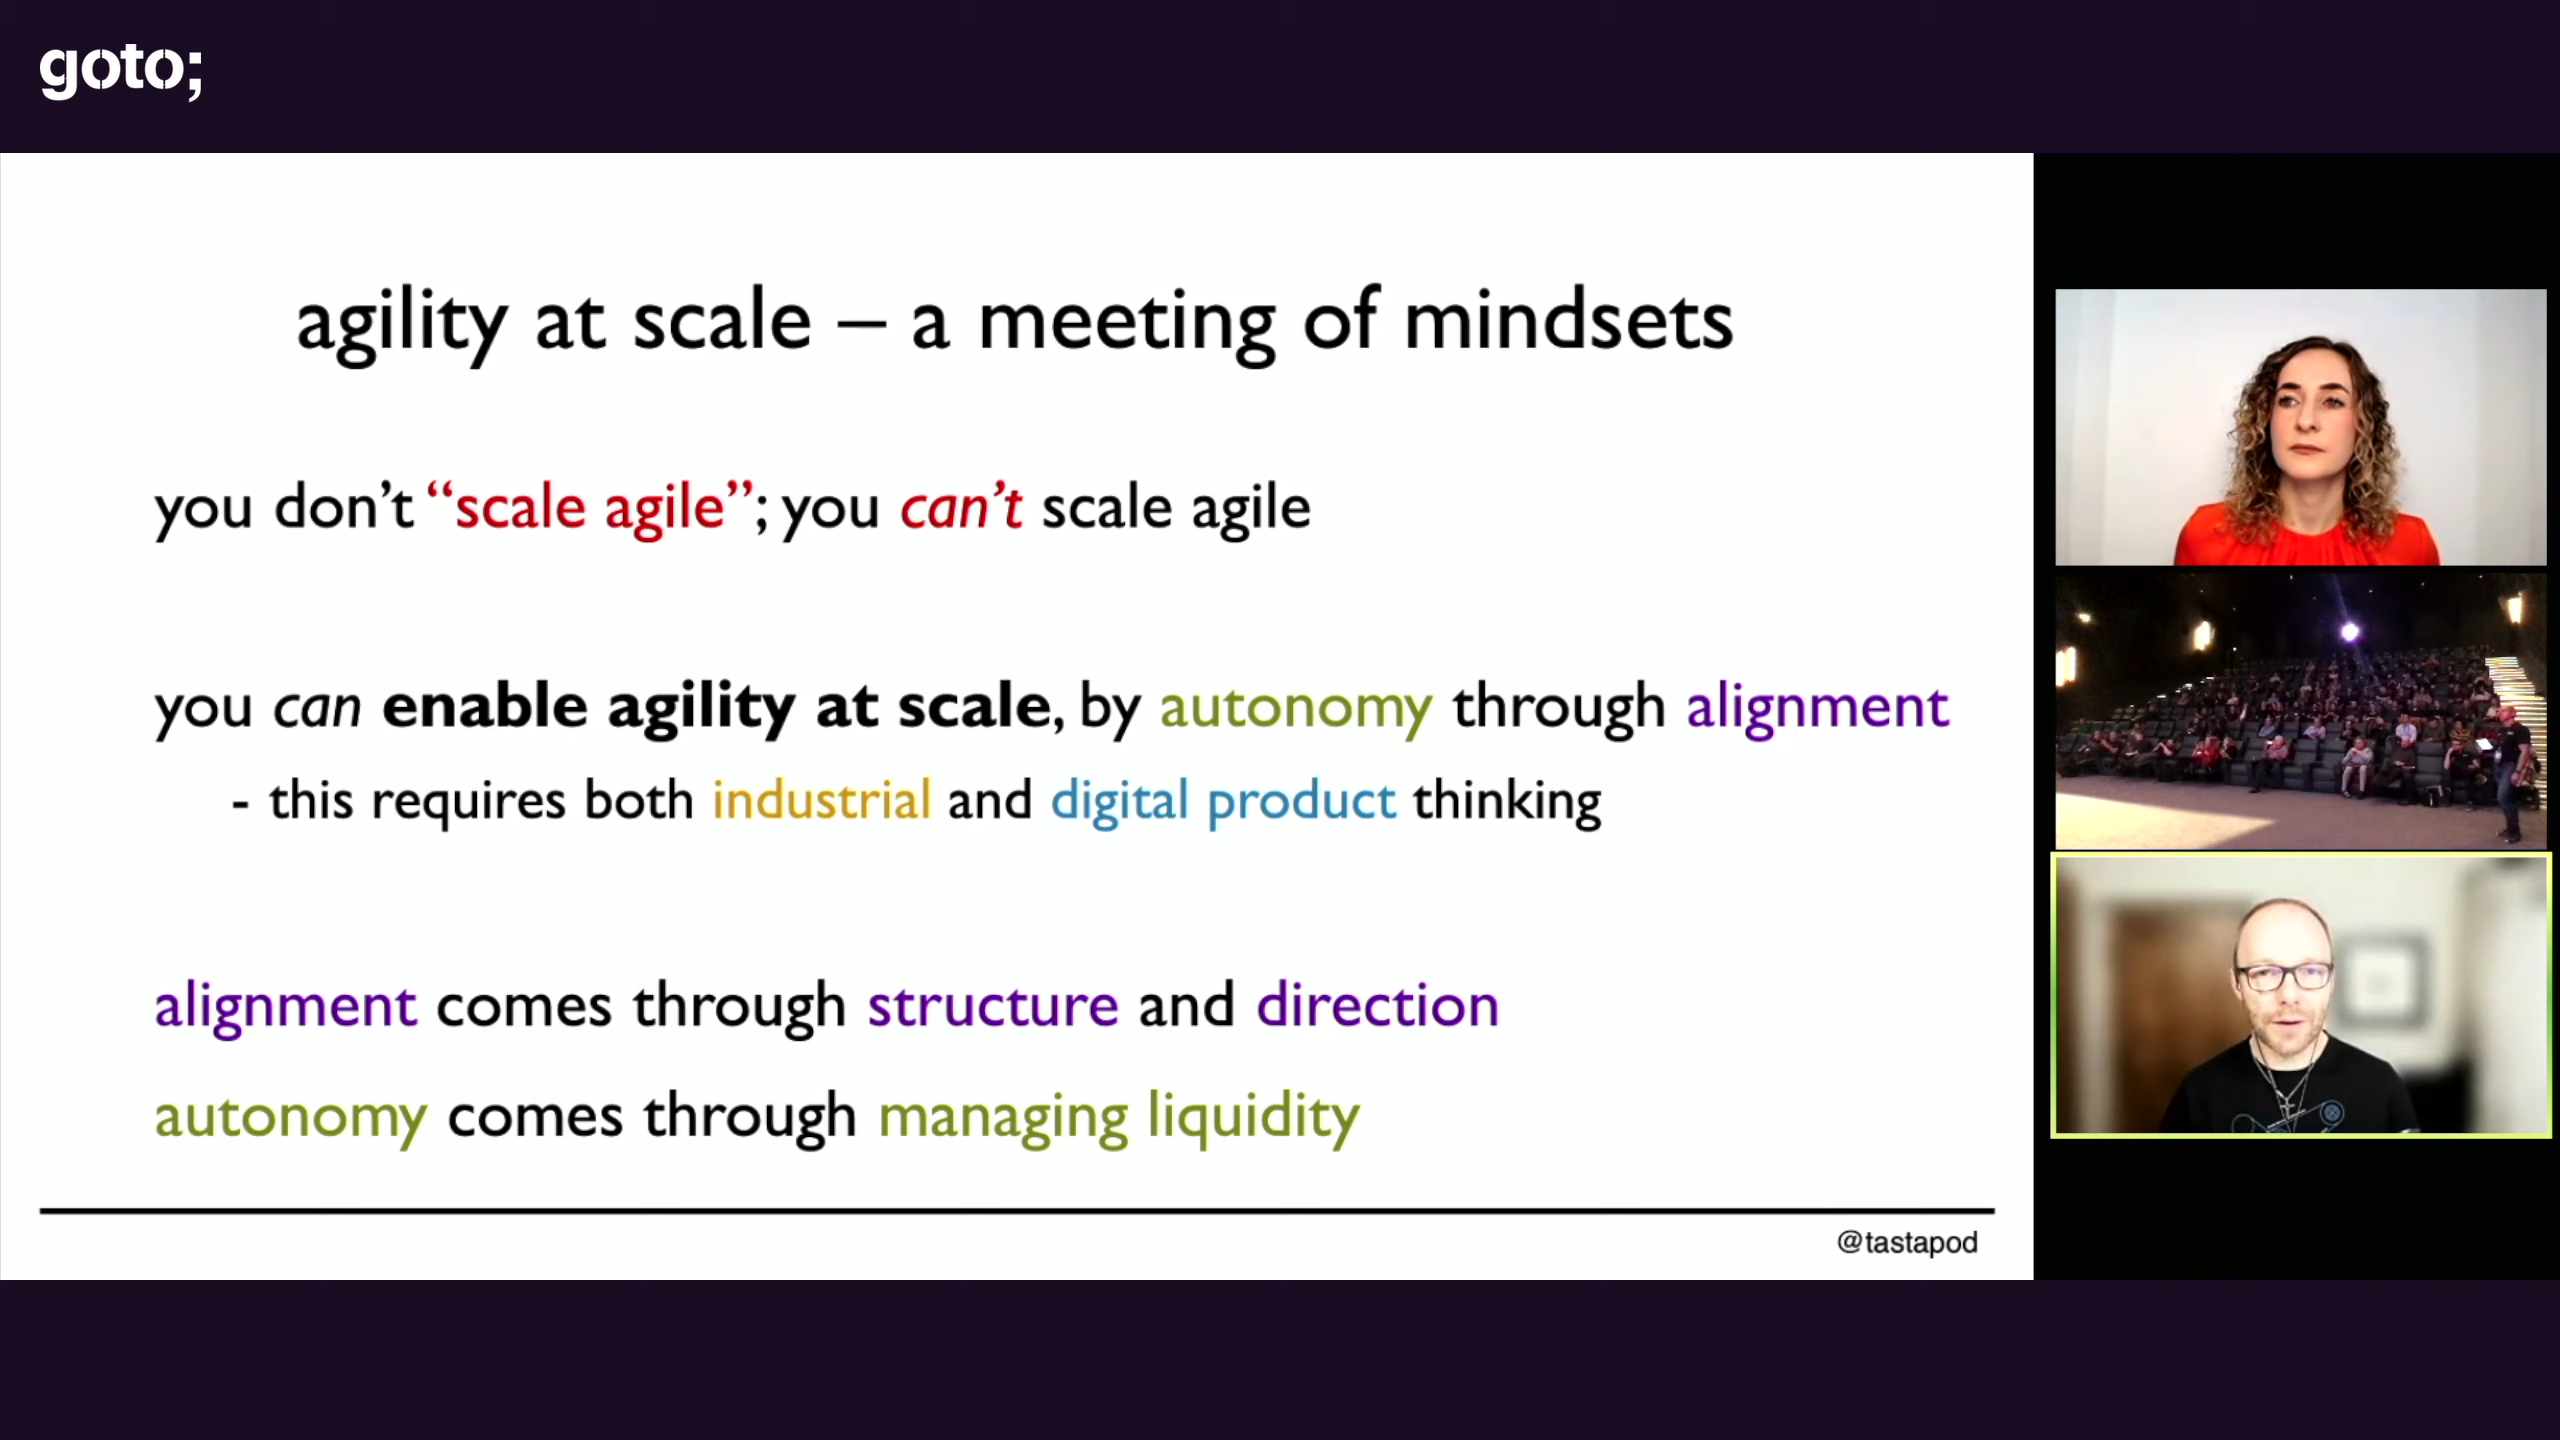 goto;
agility at scale – a meeting of mindsets
you don’t “scale agile”; you can’t scale agile
you can enable agility at scale, by autonomy through alignment
- this requires both industrial and digital product thinking
alignment comes through structure and direction
autonomy comes through managing liquidity
@tastapod